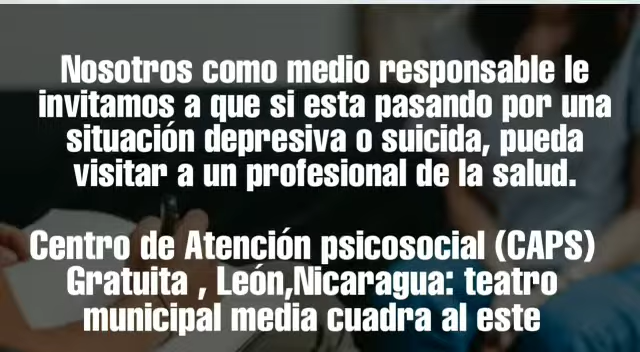 Nosotros como medio responsable le
invitamos a que si esta pasando por una
situación depresiva o suicida, pueda
visitar a un profesional de la salud.
Centro de Atención psicosocial (CAPS)
Gratuita , León,Nicaragua: teatro
municipal media cuadra al este